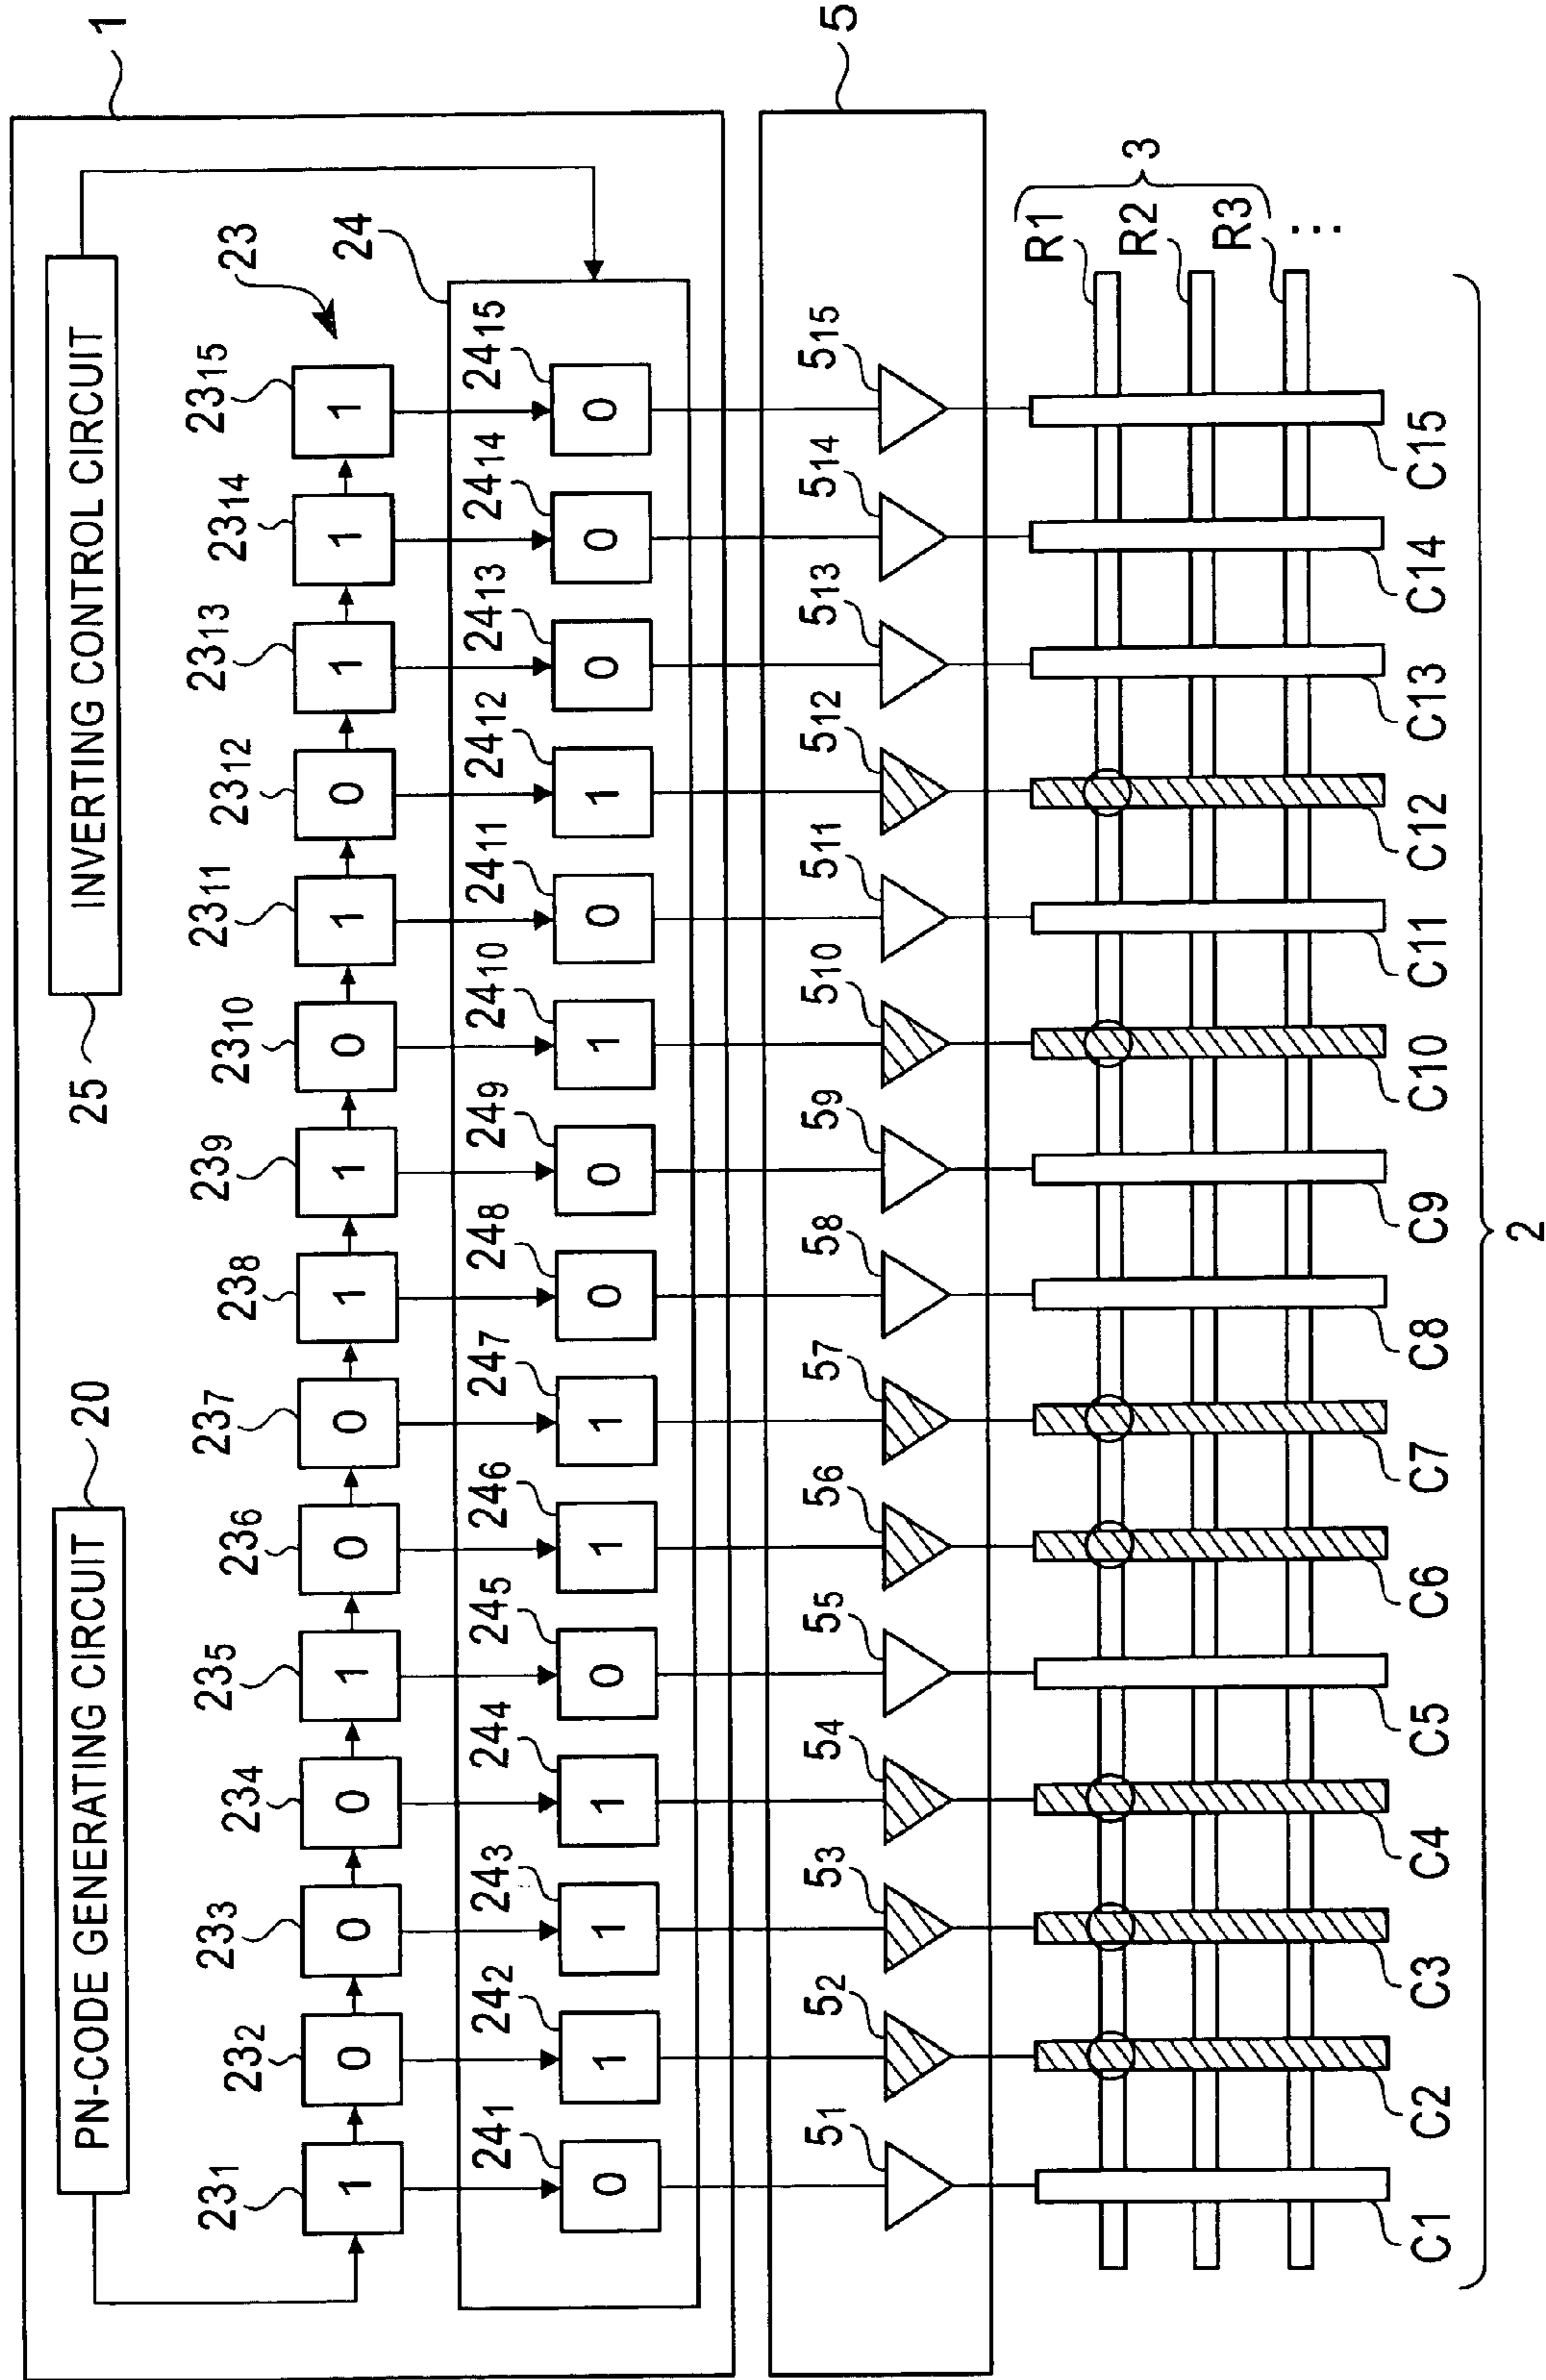 1
PN-CODE GENERATING CIRCUIT 20
25 INVERTING CONTROL CIRCUIT
23
231 232 233 234 235 236 237 238 239 2310 2311 2312 2313 2314 2315
1 0 0 0 1 0 0 1 1 0 1 0 1 1 1
24
241 242 243 244 245 246 247 248 249 2410 2411 2412 2413 2414 2415
0 1 1 1 0 1 1 0 0 1 0 1 0 0 0
5
51 52 53 54 55 56 57 58 59 510 511 512 513 514 515
R1 R2 R3 ⋮
3
C1 C2 C3 C4 C5 C6 C7 C8 C9 C10 C11 C12 C13 C14 C15
2